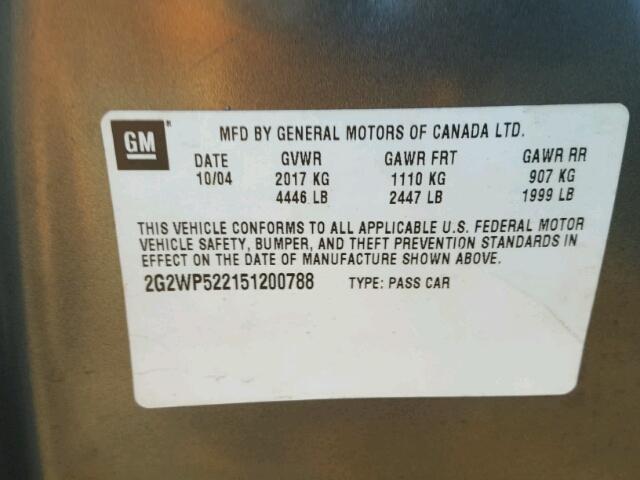 GM
MFD BY GENERAL MOTORS OF CANADA LTD.
DATE GVWR GAWR FRT GAWR RR
10/04 2017 KG 1110 KG 907 KG
4446 LB 2447 LB 1999 LB
THIS VEHICLE CONFORMS TO ALL APPLICABLE U.S. FEDERAL MOTOR
VEHICLE SAFETY, BUMPER, AND THEFT PREVENTION STANDARDS IN
EFFECT ON THE DATE OF MANUFACTURE SHOWN ABOVE.
2G2WP522151200788 TYPE: PASS CAR